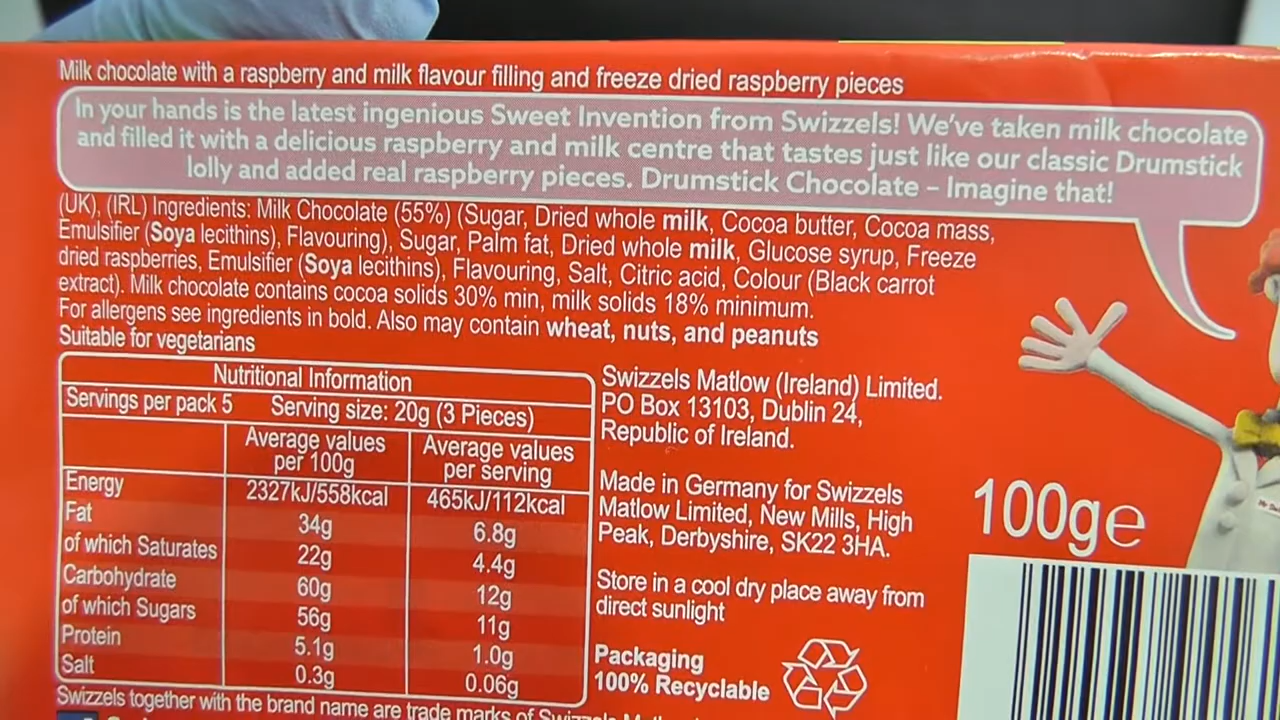 Milk chocolate with a raspberry and milk flavour filling and freeze dried raspberry pieces
In your hands is the latest ingenious Sweet Invention from Swizzels! We've taken milk chocolate
and filled it with a delicious raspberry and milk centre that tastes just like our classic Drumstick
lolly and added real raspberry pieces. Drumstick Chocolate – Imagine that!
(UK), (IRL) Ingredients: Milk Chocolate (55%) (Sugar, Dried whole milk, Cocoa butter, Cocoa mass,
Emulsifier (Soya lecithins), Flavouring), Sugar, Palm fat, Dried whole milk, Glucose syrup, Freeze
dried raspberries, Emulsifier (Soya lecithins), Flavouring, Salt, Citric acid, Colour (Black carrot
extract). Milk chocolate contains cocoa solids 30% min, milk solids 18% minimum.
For allergens see ingredients in bold. Also may contain wheat, nuts, and peanuts
Suitable for vegetarians
Nutritional Information
Servings per pack 5 Serving size: 20g (3 Pieces)
Average values per 100g Average values per serving
Energy 2327kJ/558kcal 465kJ/112kcal
Fat 34g 6.8g
of which Saturates 22g 4.4g
Carbohydrate 60g 12g
of which Sugars 56g 11g
Protein 5.1g 1.0g
Salt 0.3g 0.06g
Swizzels together with the brand name are trade marks of
Swizzels Matlow (Ireland) Limited.
PO Box 13103, Dublin 24,
Republic of Ireland.
Made in Germany for Swizzels
Matlow Limited, New Mills, High
Peak, Derbyshire, SK22 3HA.
Store in a cool dry place away from
direct sunlight
Packaging
100% Recyclable
100g℮